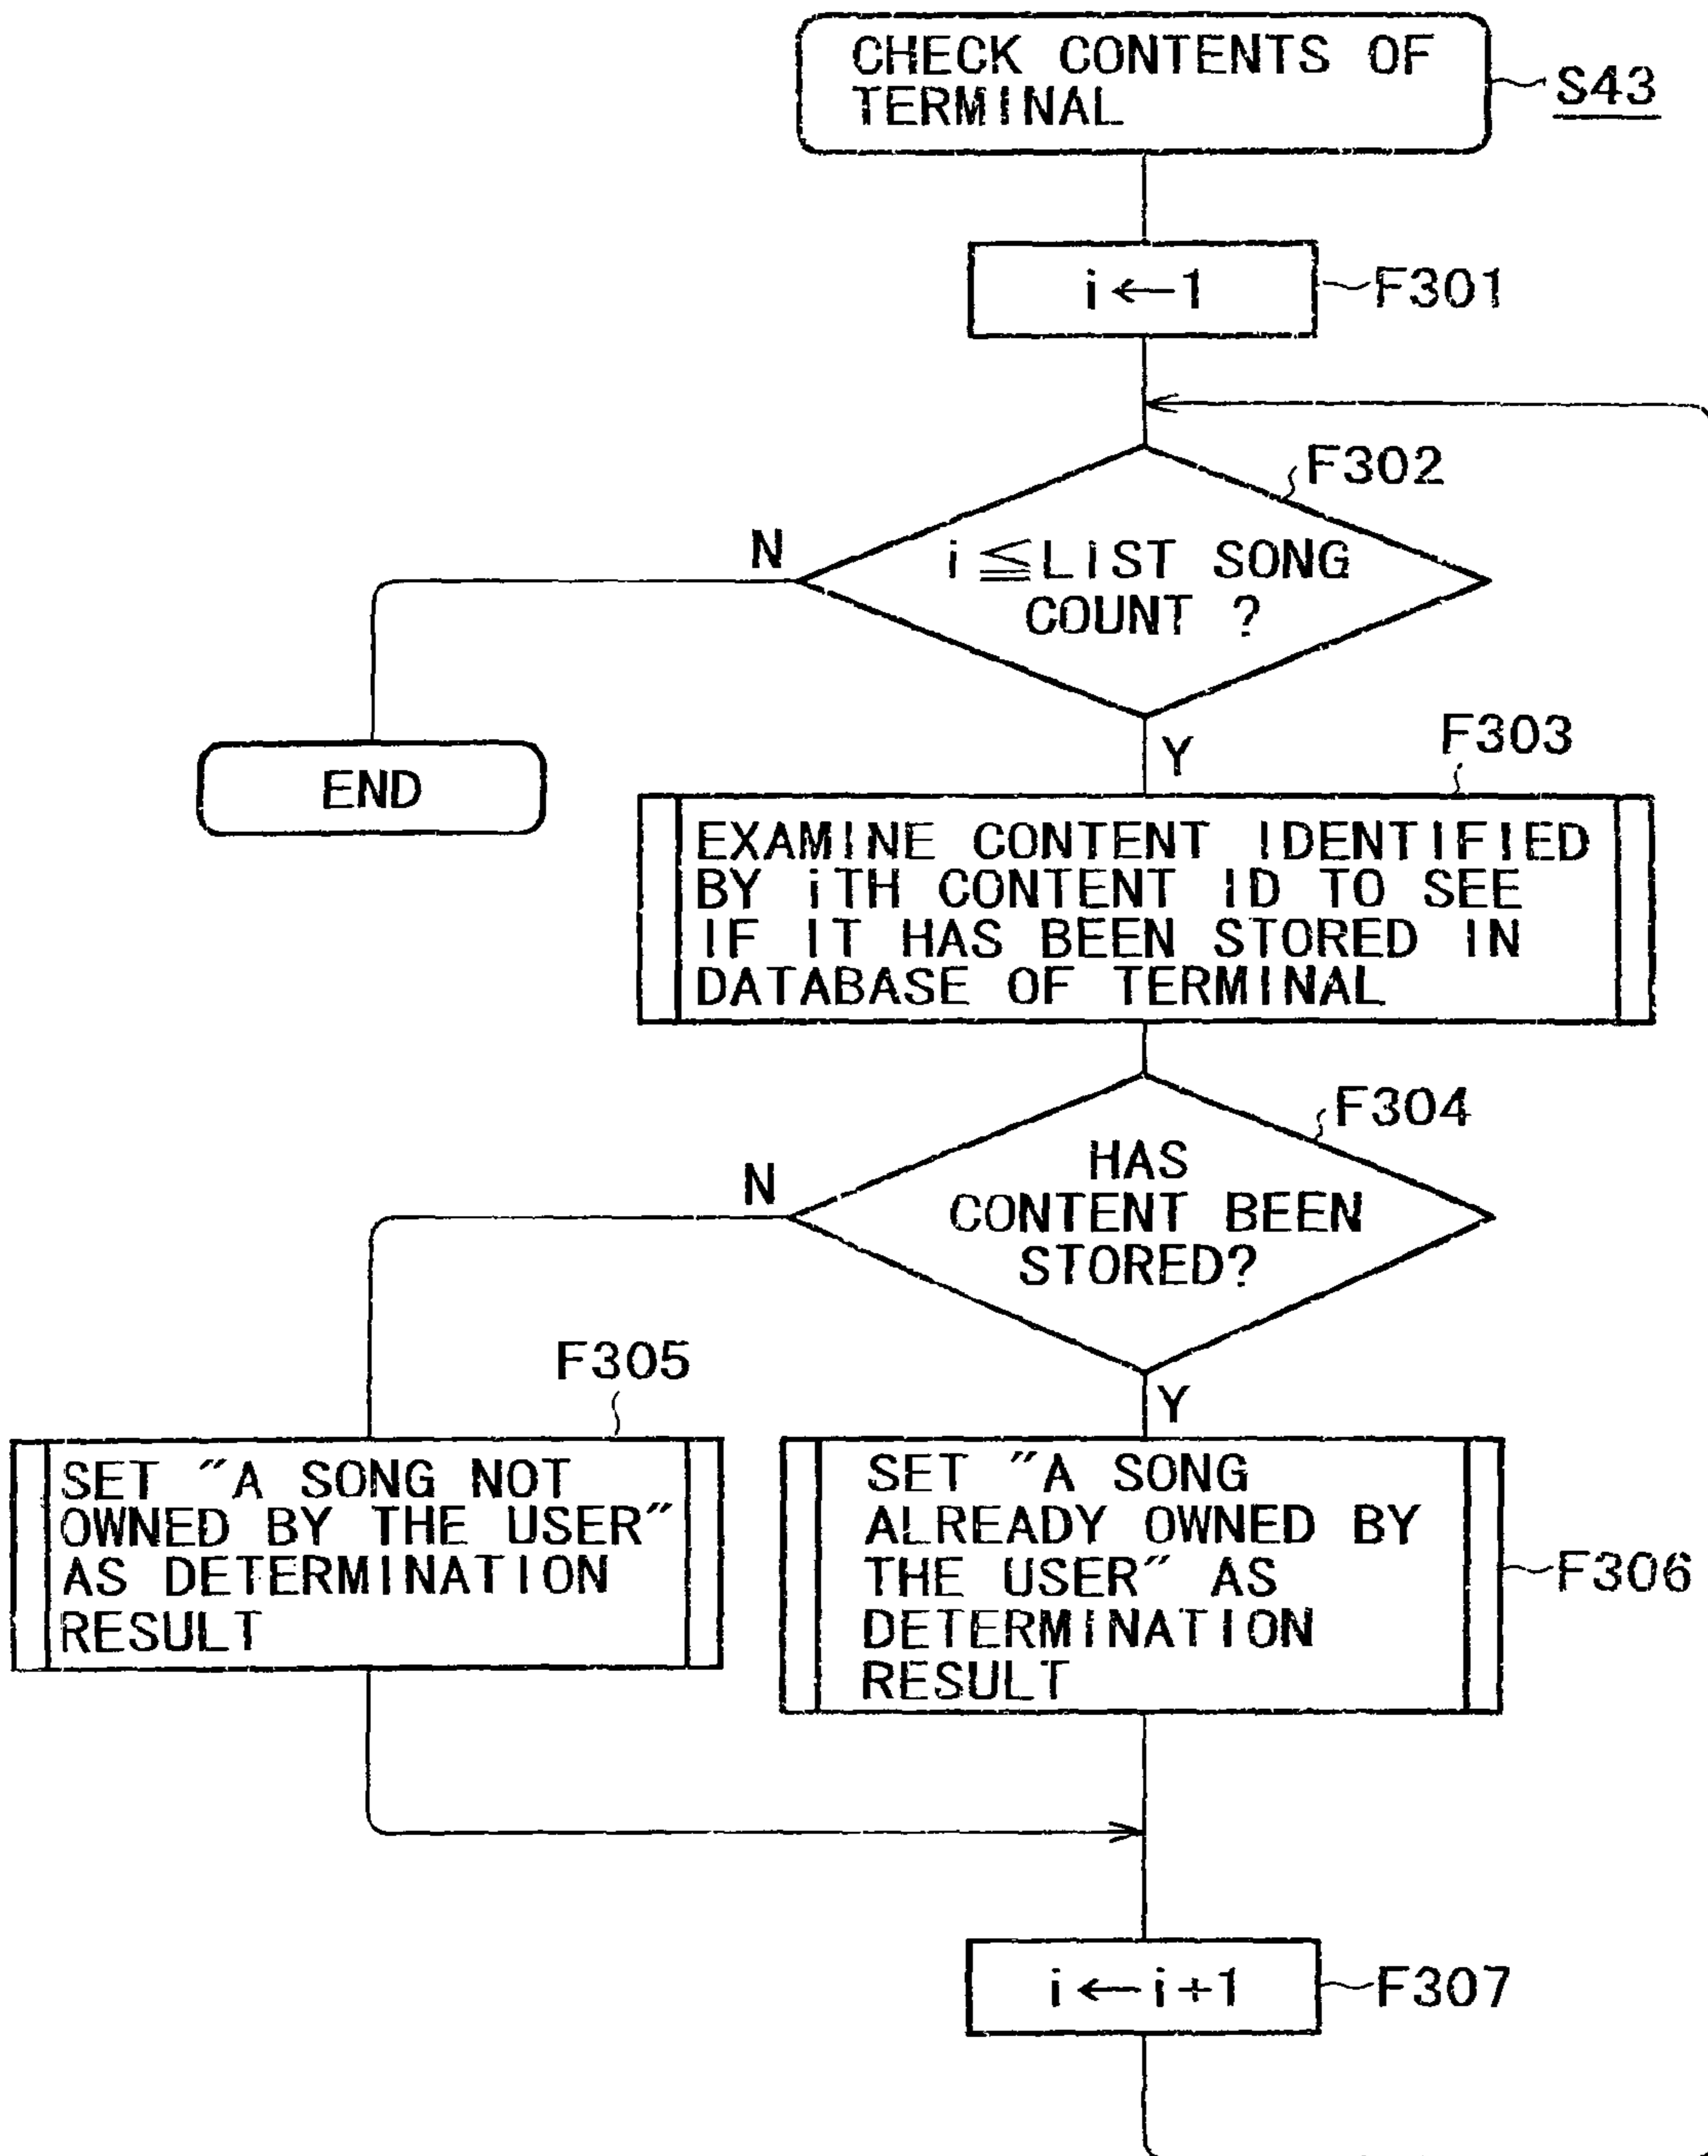 CHECK CONTENTS OF
TERMINAL
S43
i←1
F301
F302
N
i≦LIST SONG
COUNT ?
END
Y
F303
EXAMINE CONTENT IDENTIFIED
BY iTH CONTENT ID TO SEE
IF IT HAS BEEN STORED IN
DATABASE OF TERMINAL
F304
N
HAS
CONTENT BEEN
STORED?
F305
Y
SET "A SONG NOT
OWNED BY THE USER"
AS DETERMINATION
RESULT
SET "A SONG
ALREADY OWNED BY
THE USER" AS
DETERMINATION
RESULT
F306
i←i+1
F307